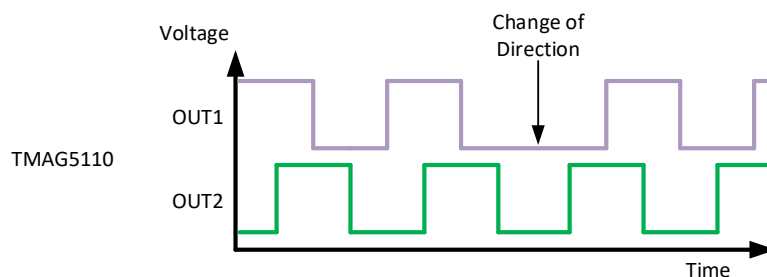 Voltage
Change of
Direction
OUT1
TMAG5110
OUT2
Time